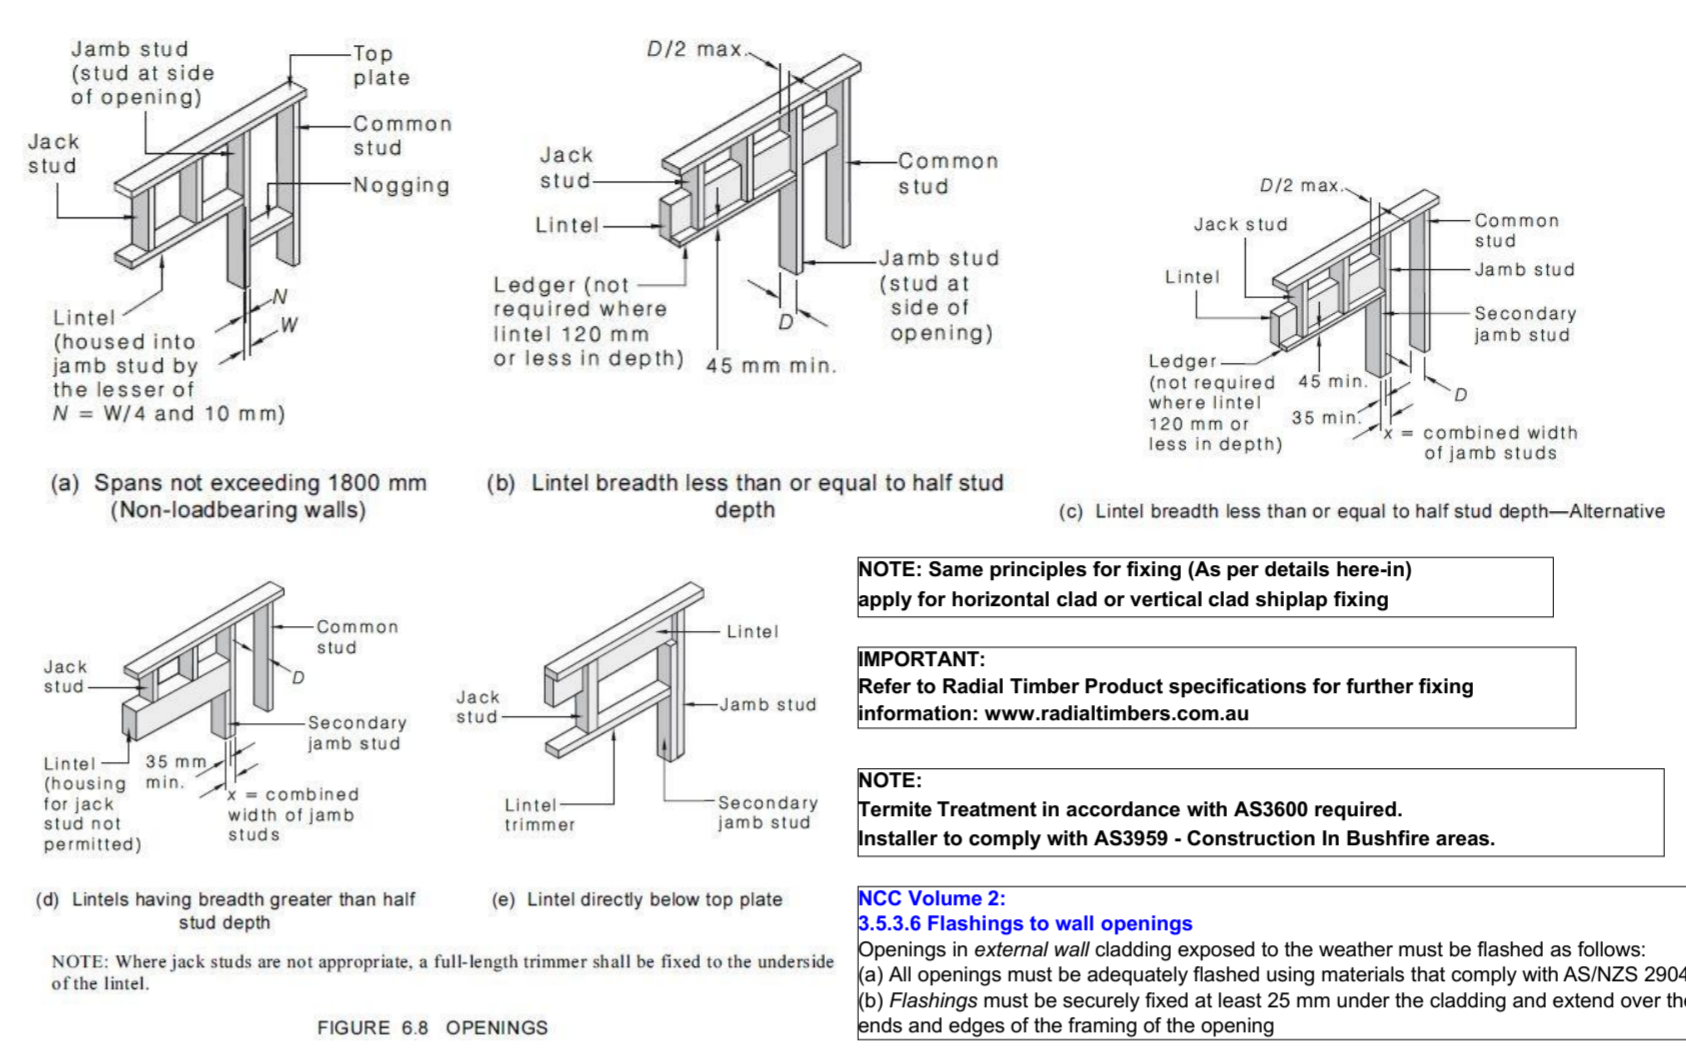 Jamb stud
(stud at side
of opening)
Top
plate
Common
stud
Jack
stud
Nogging
N
W
Lintel
(housed into
jamb stud by
the lesser of
N = W/4 and 10 mm)
(a) Spans not exceeding 1800 mm
(Non-loadbearing walls)
D/2 max.
Jack
stud
Common
stud
Lintel
Ledger (not
required where
lintel 120 mm
or less in depth)
D
45 mm min.
Jamb stud
(stud at
side of
opening)
(b) Lintel breadth less than or equal to half stud
depth
D/2 max.
Jack stud
Common
stud
Lintel
Jamb stud
Secondary
jamb stud
Ledger
(not required
where lintel
120 mm or
less in depth)
45 min.
35 min.
D
x = combined width
of jamb studs
(c) Lintel breadth less than or equal to half stud depth—Alternative
Common
stud
Jack
stud
D
Secondary
jamb stud
Lintel
(housing
for jack
stud not
permitted)
35 mm
min.
x = combined
width of jamb
studs
(d) Lintels having breadth greater than half
stud depth
Lintel
Jack
stud
Jamb stud
Lintel
trimmer
Secondary
jamb stud
(e) Lintel directly below top plate
NOTE: Where jack studs are not appropriate, a full-length trimmer shall be fixed to the underside
of the lintel.
FIGURE 6.8 OPENINGS
NOTE: Same principles for fixing (As per details here-in)
apply for horizontal clad or vertical clad shiplap fixing
IMPORTANT:
Refer to Radial Timber Product specifications for further fixing
information: www.radialtimbers.com.au
NOTE:
Termite Treatment in accordance with AS3600 required.
Installer to comply with AS3959 - Construction In Bushfire areas.
NCC Volume 2:
3.5.3.6 Flashings to wall openings
Openings in external wall cladding exposed to the weather must be flashed as follows:
(a) All openings must be adequately flashed using materials that comply with AS/NZS 2904
(b) Flashings must be securely fixed at least 25 mm under the cladding and extend over the
ends and edges of the framing of the opening